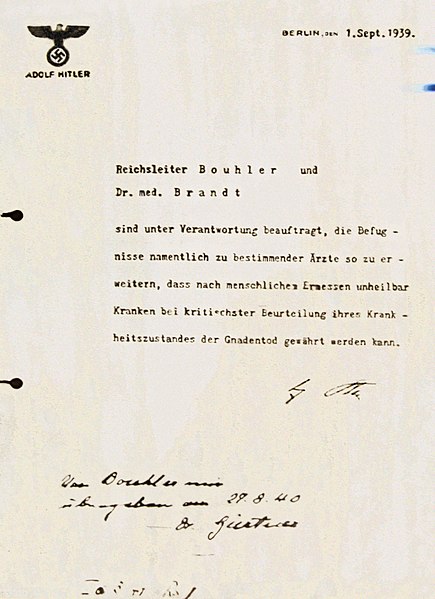 ADOLF HITLER
BERLIN, DEN 1.Sept.1939.
Reichsleiter Bouhler und
Dr. med. Brandt
sind unter Verantwortung beauftragt, die Befug -
nisse namentlich zu bestimmender Ärzte so zu er -
weitern, dass nach menschlichem Ermessen unheilbar
Kranken bei kritischster Beurteilung ihres Krank -
heitszustandes der Gnadentod gewährt werden kann.
Von Bouhler mir
übergeben am 27.8.40
Dr. Gürtner